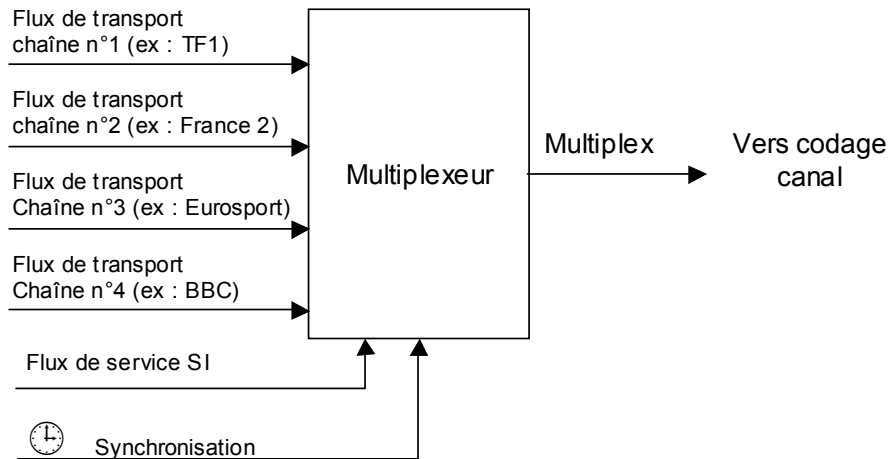 Flux de transport
chaîne n°1 (ex : TF1)
Flux de transport
chaîne n°2 (ex : France 2)
Flux de transport
Chaîne n°3 (ex : Eurosport)
Flux de transport
Chaîne n°4 (ex : BBC)
Flux de service SI
Synchronisation
Multiplexeur
Multiplex
Vers codage
canal